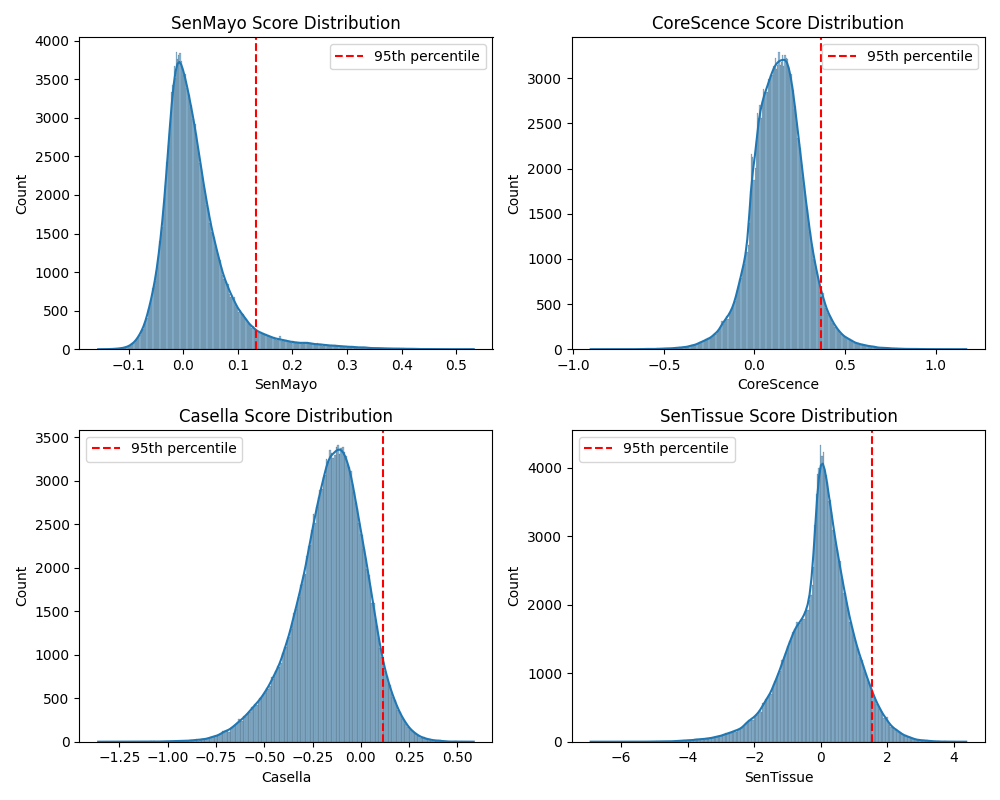 SenMayo Score Distribution
4000
3500
3000
2500
2000
1500
1000
500
0
Count
95th percentile
−0.1 0.0 0.1 0.2 0.3 0.4 0.5
SenMayo
CoreScence Score Distribution
3000
2500
2000
1500
1000
500
0
Count
95th percentile
−1.0 −0.5 0.0 0.5 1.0
CoreScence
Casella Score Distribution
3500
3000
2500
2000
1500
1000
500
0
Count
95th percentile
−1.25 −1.00 −0.75 −0.50 −0.25 0.00 0.25 0.50
Casella
SenTissue Score Distribution
4000
3000
2000
1000
0
Count
95th percentile
−6 −4 −2 0 2 4
SenTissue